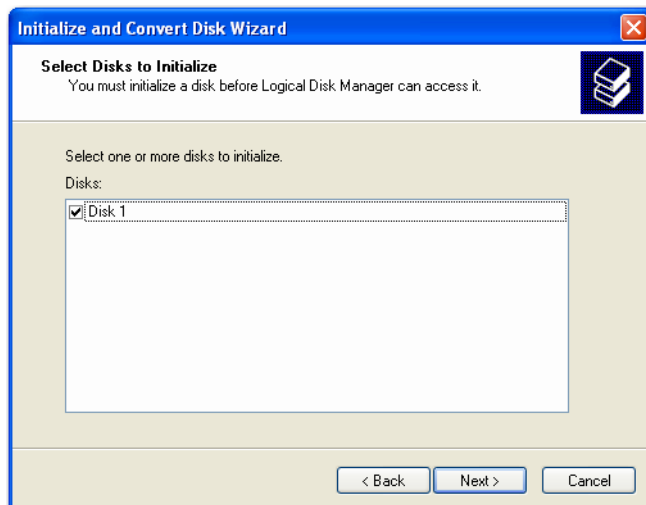 Initialize and Convert Disk Wizard
Select Disks to Initialize
You must initialize a disk before Logical Disk Manager can access it.
Select one or more disks to initialize.
Disks:
Disk 1
< Back
Next >
Cancel